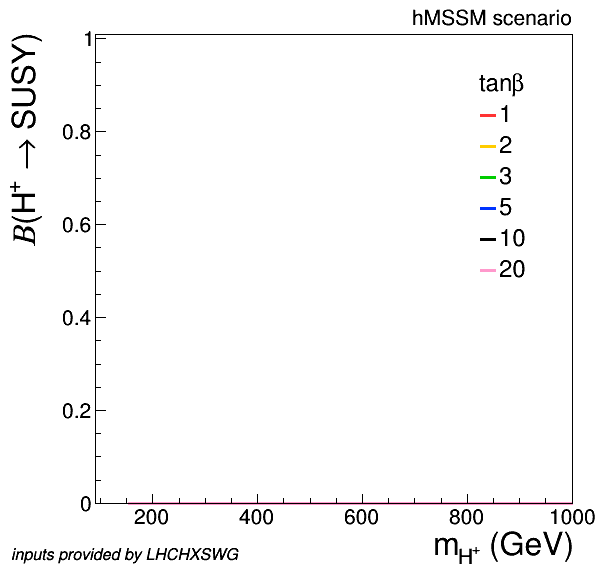 hMSSM scenario
B(H⁺ → SUSY)
tanβ
1
2
3
5
10
20
1
0.8
0.6
0.4
0.2
0
200 400 600 800 1000
m_H⁺ (GeV)
inputs provided by LHCHXSWG